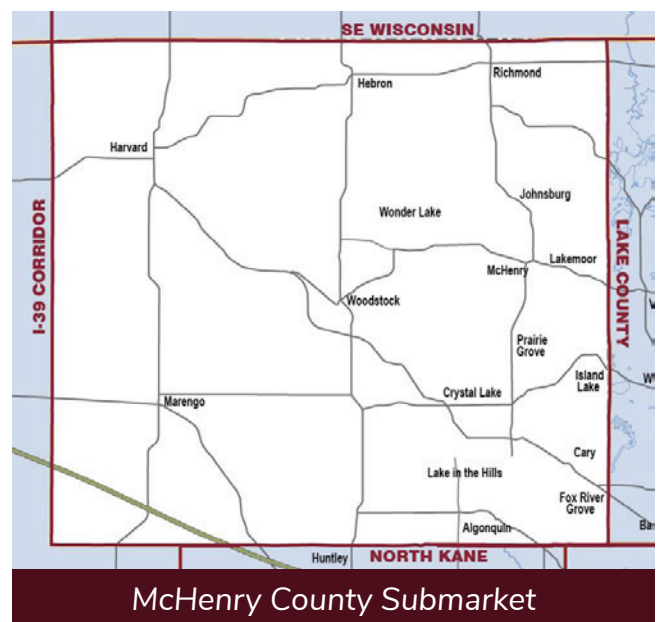 SE WISCONSIN
Hebron
Richmond
Harvard
Johnsburg
Wonder Lake
I-39 CORRIDOR
LAKE COUNTY
Lakemoor
McHenry
Woodstock
Prairie
Grove
Island
Lake
Crystal Lake
Marengo
Cary
Lake in the Hills
Fox River
Grove
Algonquin
Huntley
NORTH KANE
McHenry County Submarket